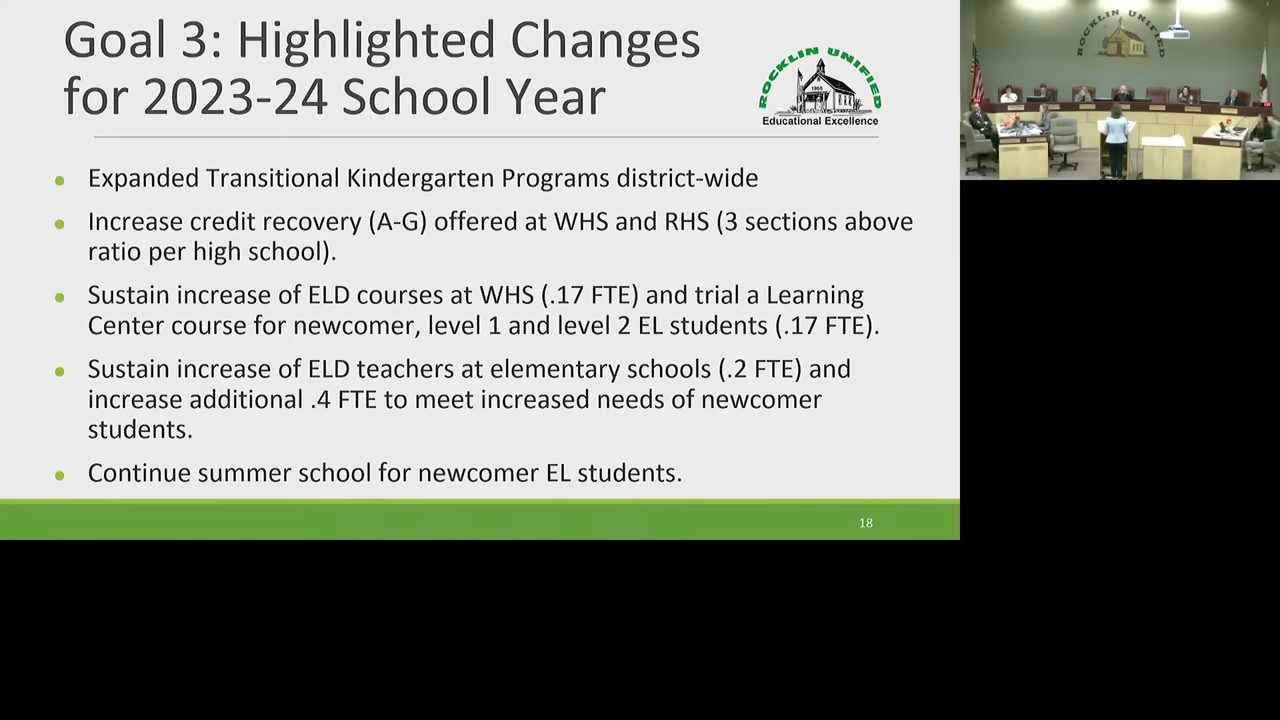 Goal 3: Highlighted Changes
for 2023-24 School Year
ROCKLIN UNIFIED
1866
Educational Excellence
Expanded Transitional Kindergarten Programs district-wide
Increase credit recovery (A-G) offered at WHS and RHS (3 sections above
ratio per high school).
Sustain increase of ELD courses at WHS (.17 FTE) and trial a Learning
Center course for newcomer, level 1 and level 2 EL students (.17 FTE).
Sustain increase of ELD teachers at elementary schools (.2 FTE) and
increase additional .4 FTE to meet increased needs of newcomer
students.
Continue summer school for newcomer EL students.
18
ROCKLIN UNIFIED